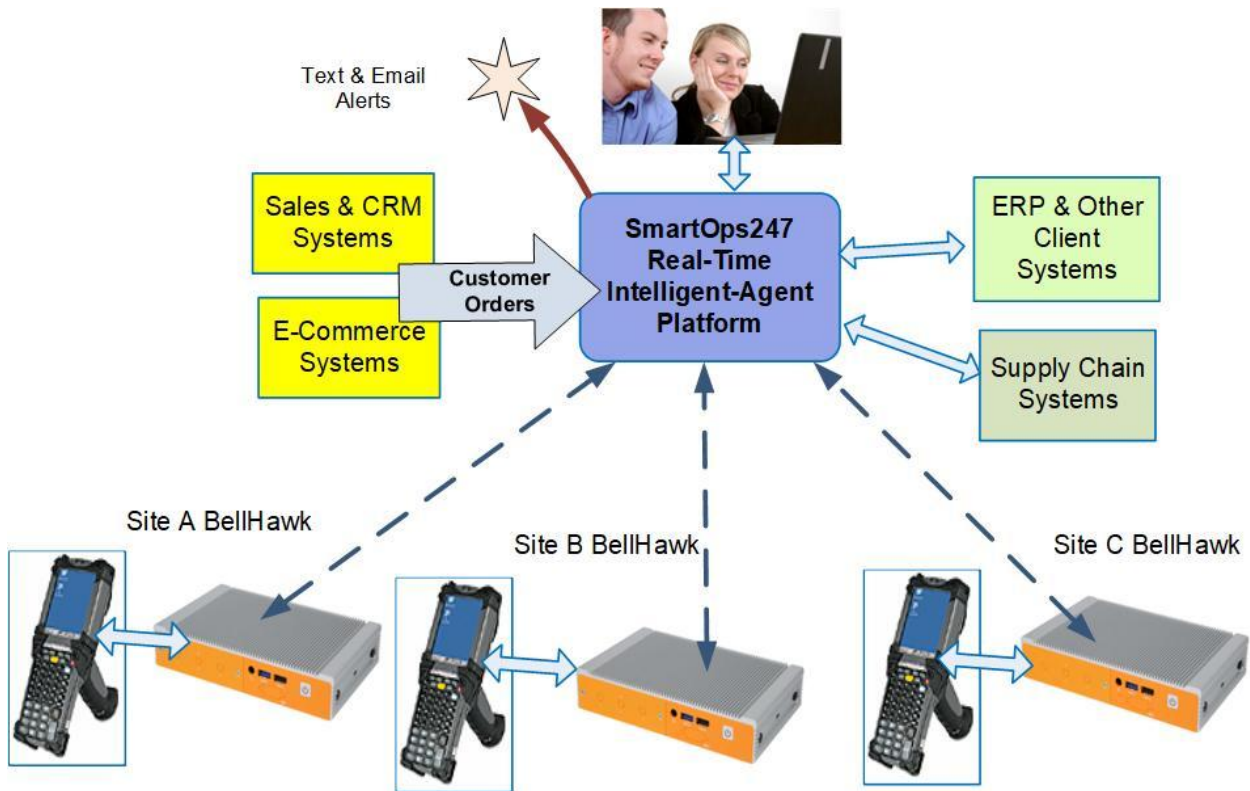 Text & Email
Alerts
Sales & CRM
Systems
E-Commerce
Systems
Customer
Orders
SmartOps247
Real-Time
Intelligent-Agent
Platform
ERP & Other
Client
Systems
Supply Chain
Systems
Site A BellHawk
Site B BellHawk
Site C BellHawk